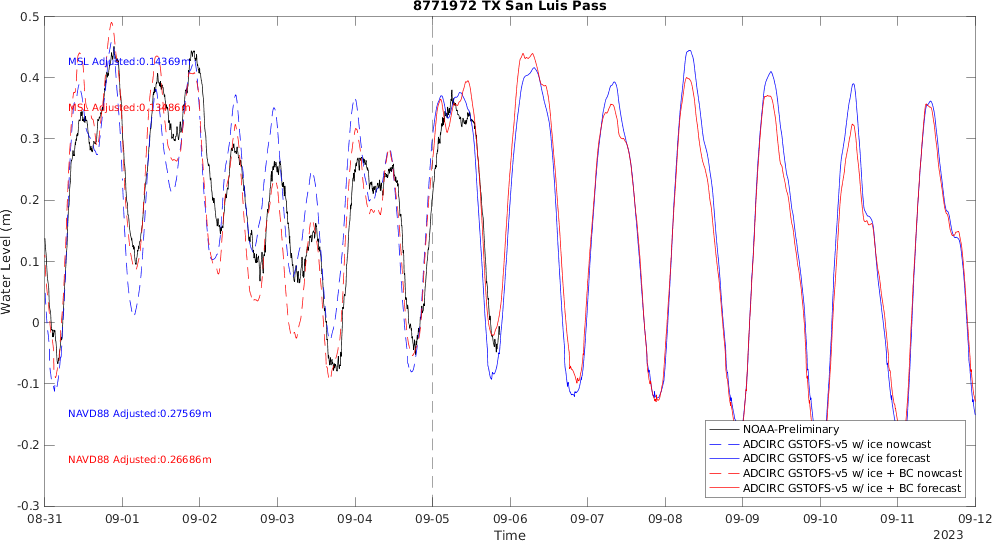 8771972 TX San Luis Pass
0.5
0.4
0.3
0.2
0.1
0
-0.1
-0.2
-0.3
Water Level (m)
MSL Adjusted:0.14369m
MSL Adjusted:0.13486m
NAVD88 Adjusted:0.27569m
NAVD88 Adjusted:0.26686m
NOAA-Preliminary
ADCIRC GSTOFS-v5 w/ ice nowcast
ADCIRC GSTOFS-v5 w/ ice forecast
ADCIRC GSTOFS-v5 w/ ice + BC nowcast
ADCIRC GSTOFS-v5 w/ ice + BC forecast
08-31 09-01 09-02 09-03 09-04 09-05 09-06 09-07 09-08 09-09 09-10 09-11 09-12
Time
2023